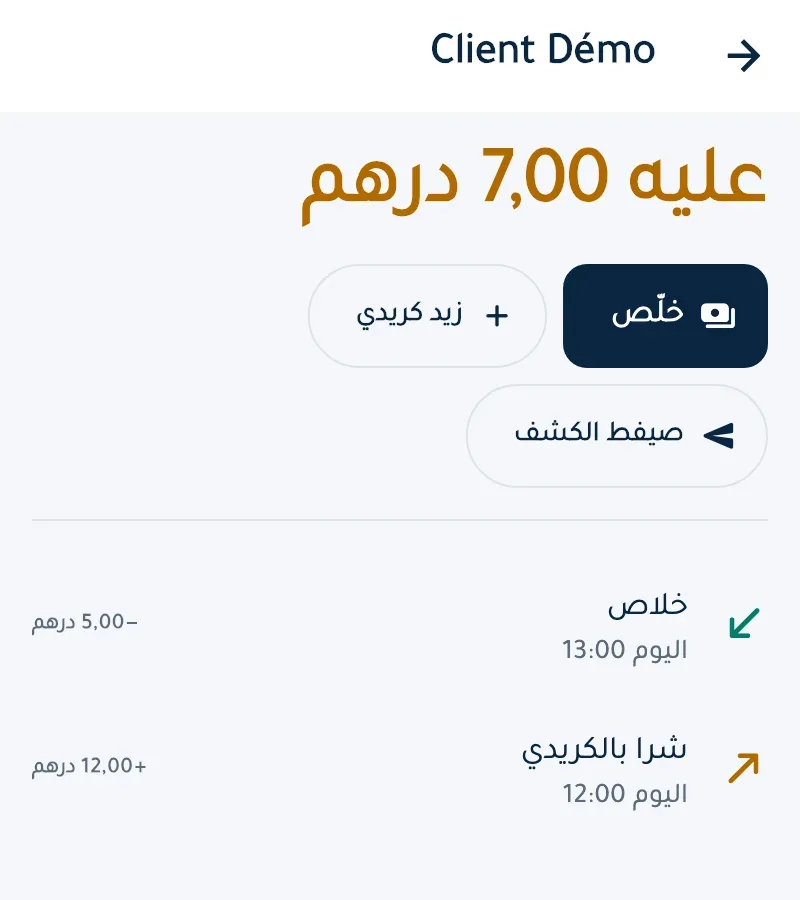 Client Démo
عليه 7,00 درهم
خلّص
زيد كريدي
صيفط الكشف
خلاص
−5,00 درهم
اليوم 13:00
شرا بالكريدي
+12,00 درهم
اليوم 12:00